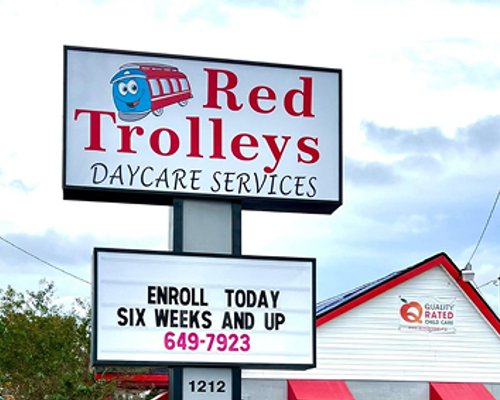 Red
Trolleys
DAYCARE SERVICES
ENROLL TODAY
SIX WEEKS AND UP
649-7923
1212
QUALITY
RATED
CHILD CARE